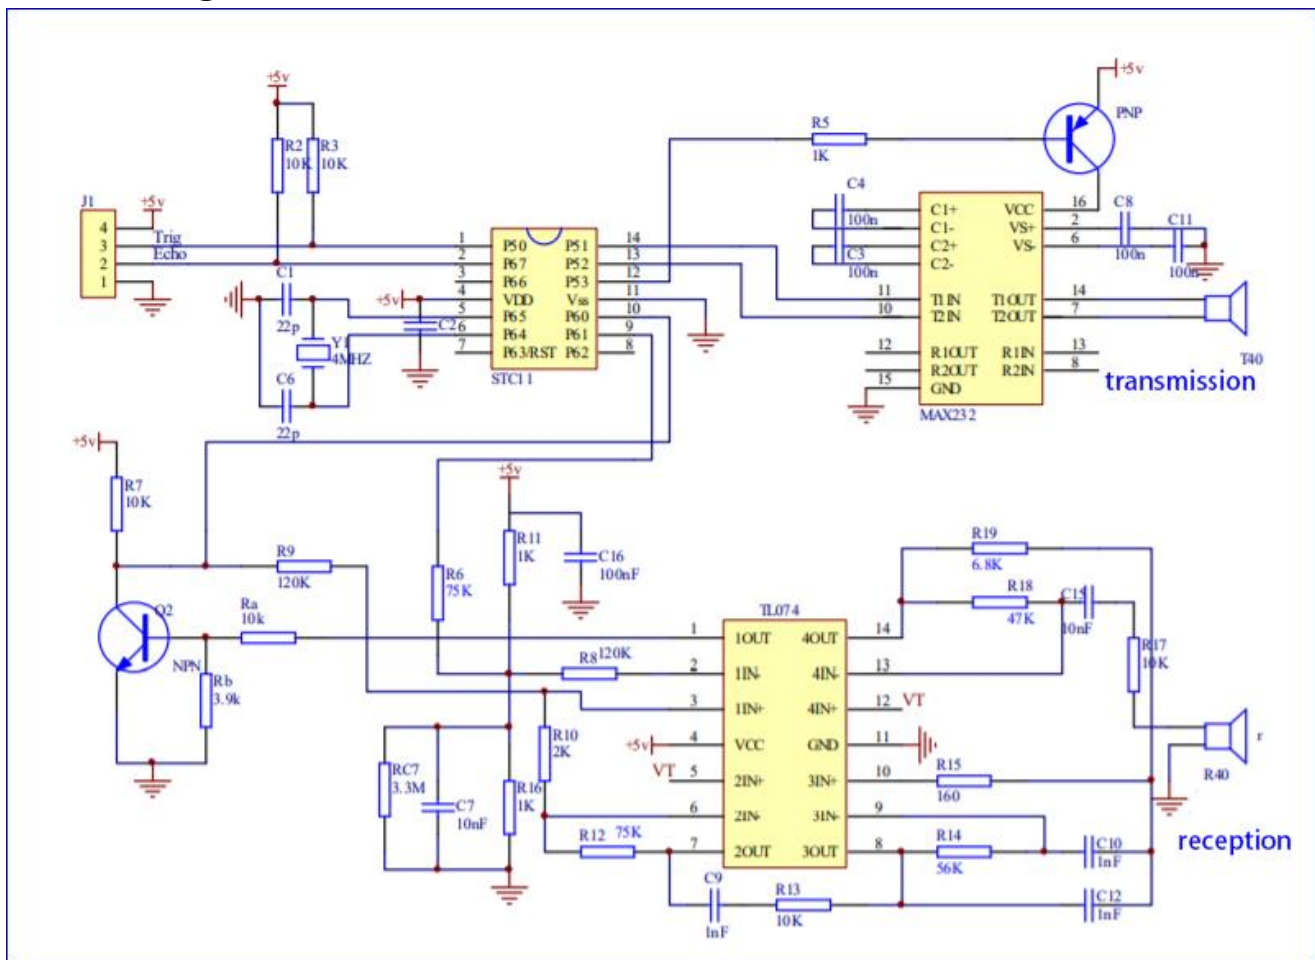 +5v
+5v
R2
10K
R3
10K
R5
1K
PNP
J1
+5v
4
3
2
1
Trig
Echo
C4
100n
C3
100n
C1+
C1-
C2+
C2-
T1IN
T2IN
R1OUT
R2OUT
GND
VCC
VS+
VS-
T1OUT
T2OUT
R1IN
R2IN
11
10
12
10
15
16
2
6
14
7
13
8
MAX232
C8
100n
C11
100n
T40
transmission
1
2
3
4
5
6
7
P50
P67
P66
VDD
P65
P64
P63/RST
P51
P52
P53
Vss
P60
P61
P62
14
13
12
11
10
9
8
STC11
C1
22p
+5v
C2
Y1
4MHZ
C6
22p
+5v
R7
10K
R9
120K
+5v
R11
1K
C16
100nF
R6
75K
Q2
NPN
Ra
10k
Rb
3.9k
R8
120K
R10
2K
RC7
3.3M
C7
10nF
R16
1K
R12
75K
C9
1nF
R13
10K
TL074
1
2
3
4
5
6
7
1OUT
1IN-
1IN+
VCC
2IN+
2IN-
2OUT
4OUT
4IN-
4IN+
GND
3IN+
3IN-
3OUT
14
13
12
11
10
9
8
+5v
VT
VT
R19
6.8K
R18
47K
C15
10nF
R17
10K
R40
r
R15
160
R14
56K
C10
1nF
C12
1nF
reception